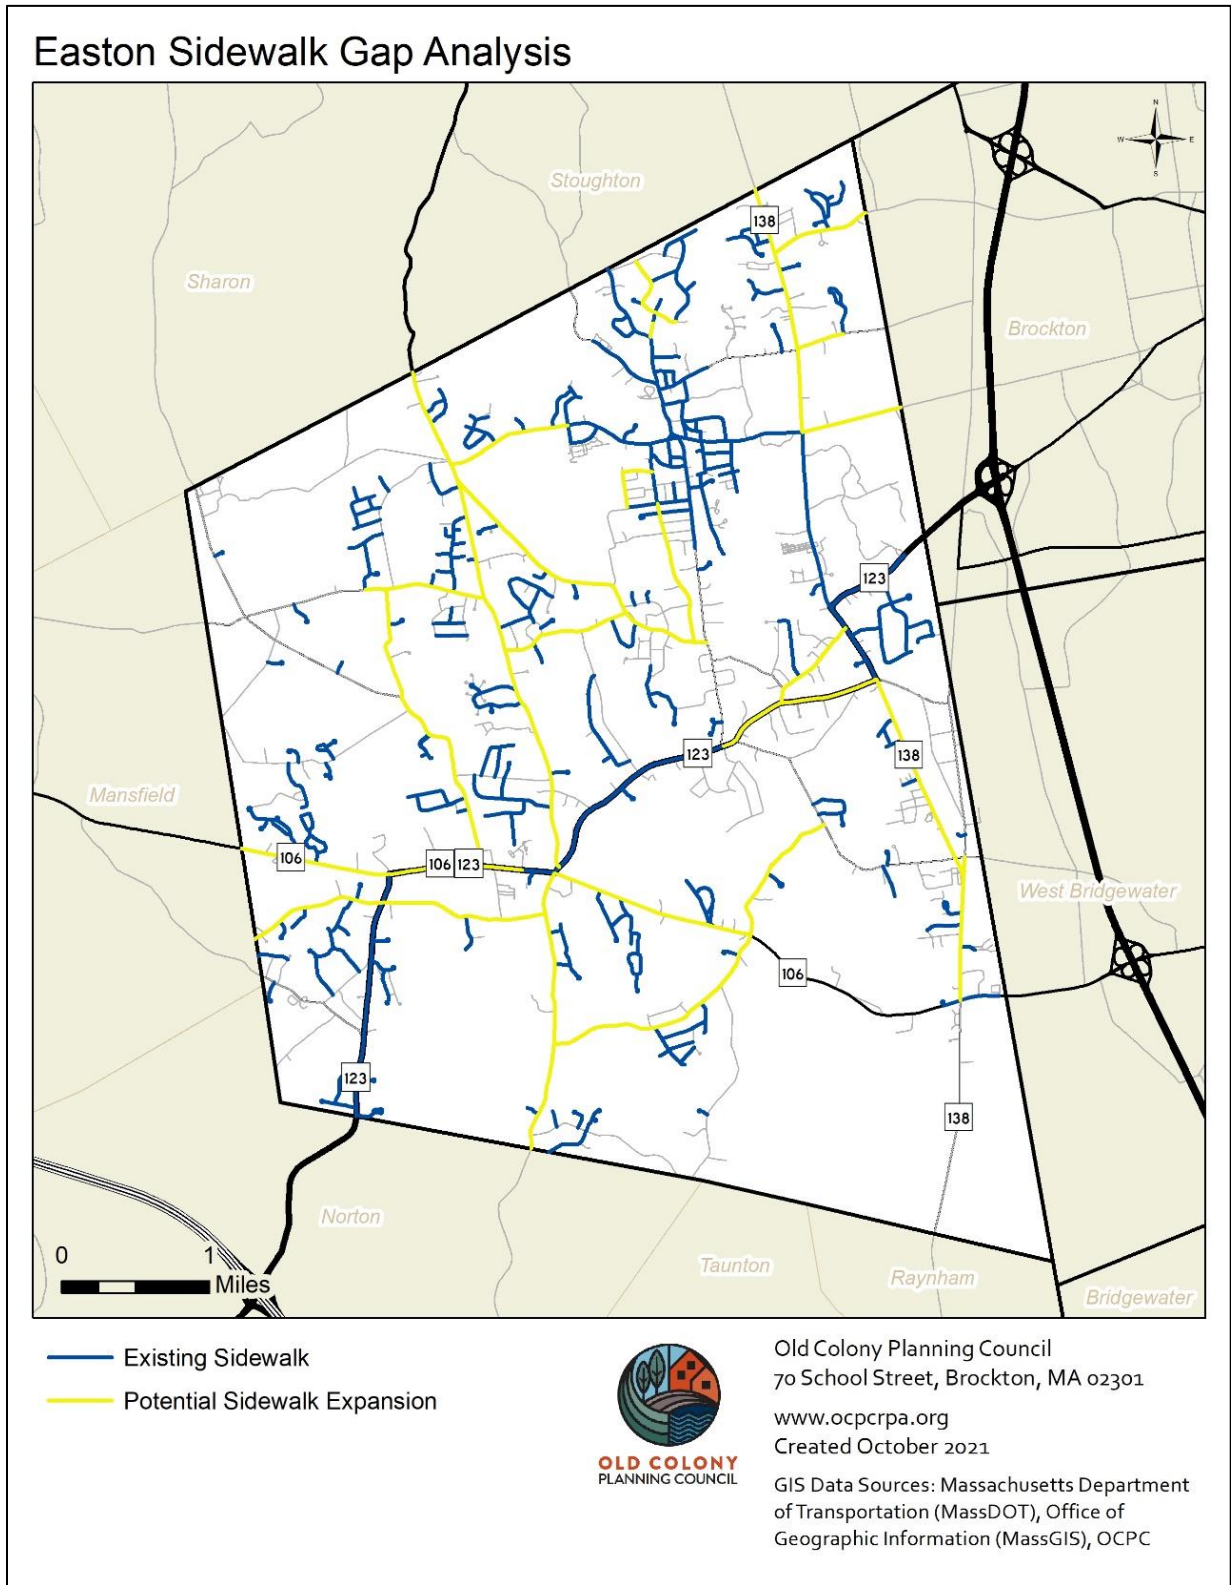 Easton Sidewalk Gap Analysis
N
W E
S
Stoughton
138
Sharon
Brockton
123
123
138
Mansfield
106
106 123
West Bridgewater
106
123
138
Norton
Taunton
Raynham
Bridgewater
0 1
Miles
Existing Sidewalk
Potential Sidewalk Expansion
OLD COLONY
PLANNING COUNCIL
Old Colony Planning Council
70 School Street, Brockton, MA 02301
www.ocpcrpa.org
Created October 2021
GIS Data Sources: Massachusetts Department
of Transportation (MassDOT), Office of
Geographic Information (MassGIS), OCPC